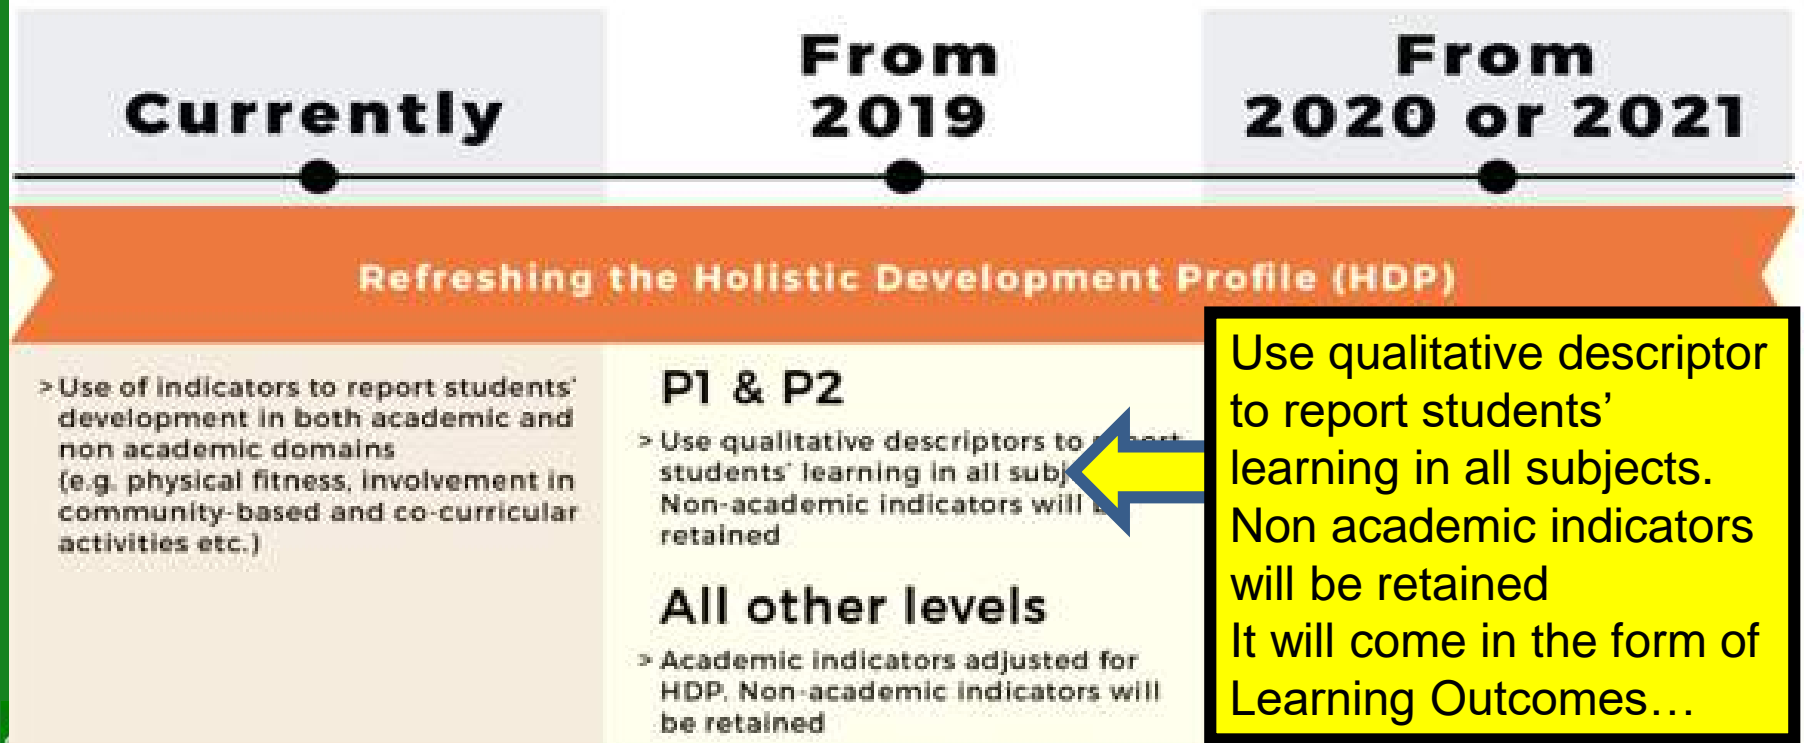 Currently
From
2019
From
2020 or 2021
Refreshing the Holistic Development Profile (HDP)
> Use of indicators to report students'
development in both academic and
non academic domains
(e.g. physical fitness, involvement in
community-based and co-curricular
activities etc.)
P1 & P2
> Use qualitative descriptors to
students' learning in all
Non-academic indicators will
retained
All other levels
> Academic indicators adjusted for
HDP. Non-academic indicators will
be retained
Use qualitative descriptor
to report students’
learning in all subjects.
Non academic indicators
will be retained
It will come in the form of
Learning Outcomes…